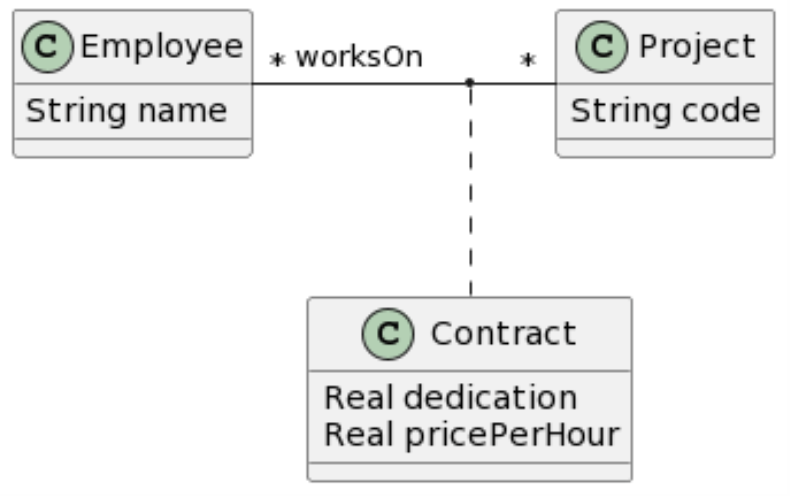 C Employee
String name
* worksOn *
C Project
String code
C Contract
Real dedication
Real pricePerHour